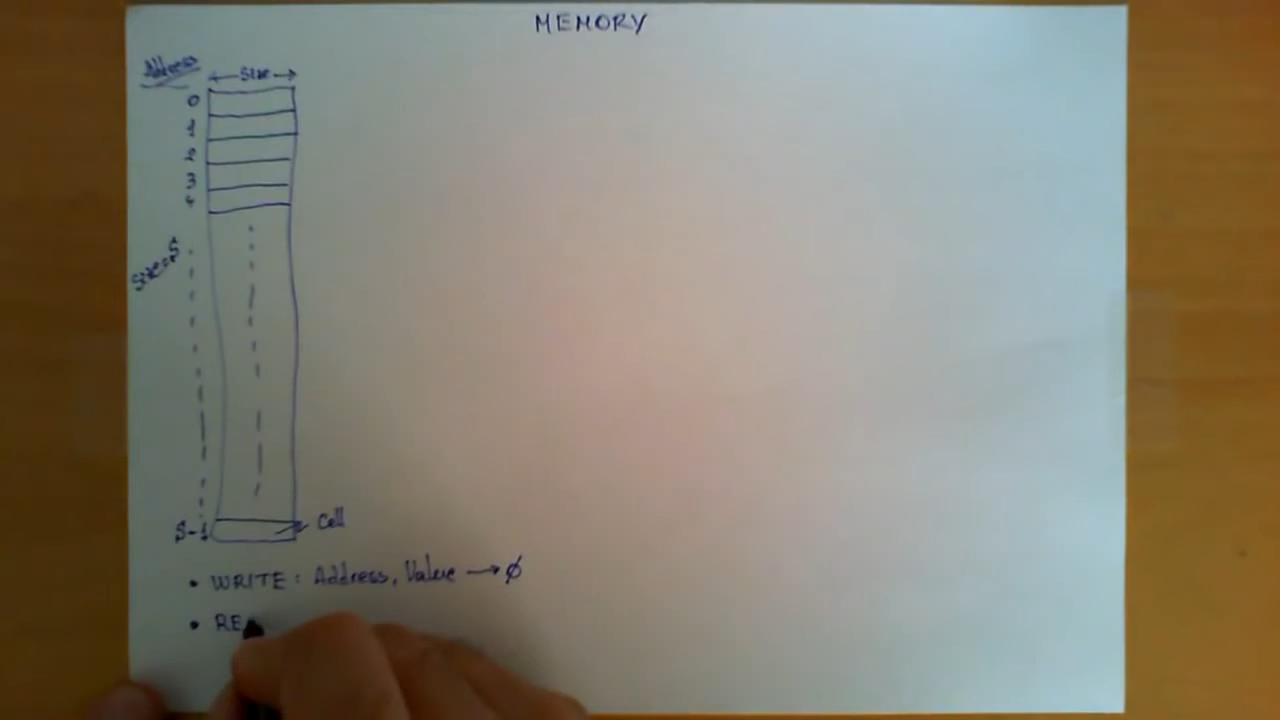 MEMORY
Address
Size
0
1
2
3
4
Size=S
S-1
Cell
• WRITE: Address, Value → ∅
• RE